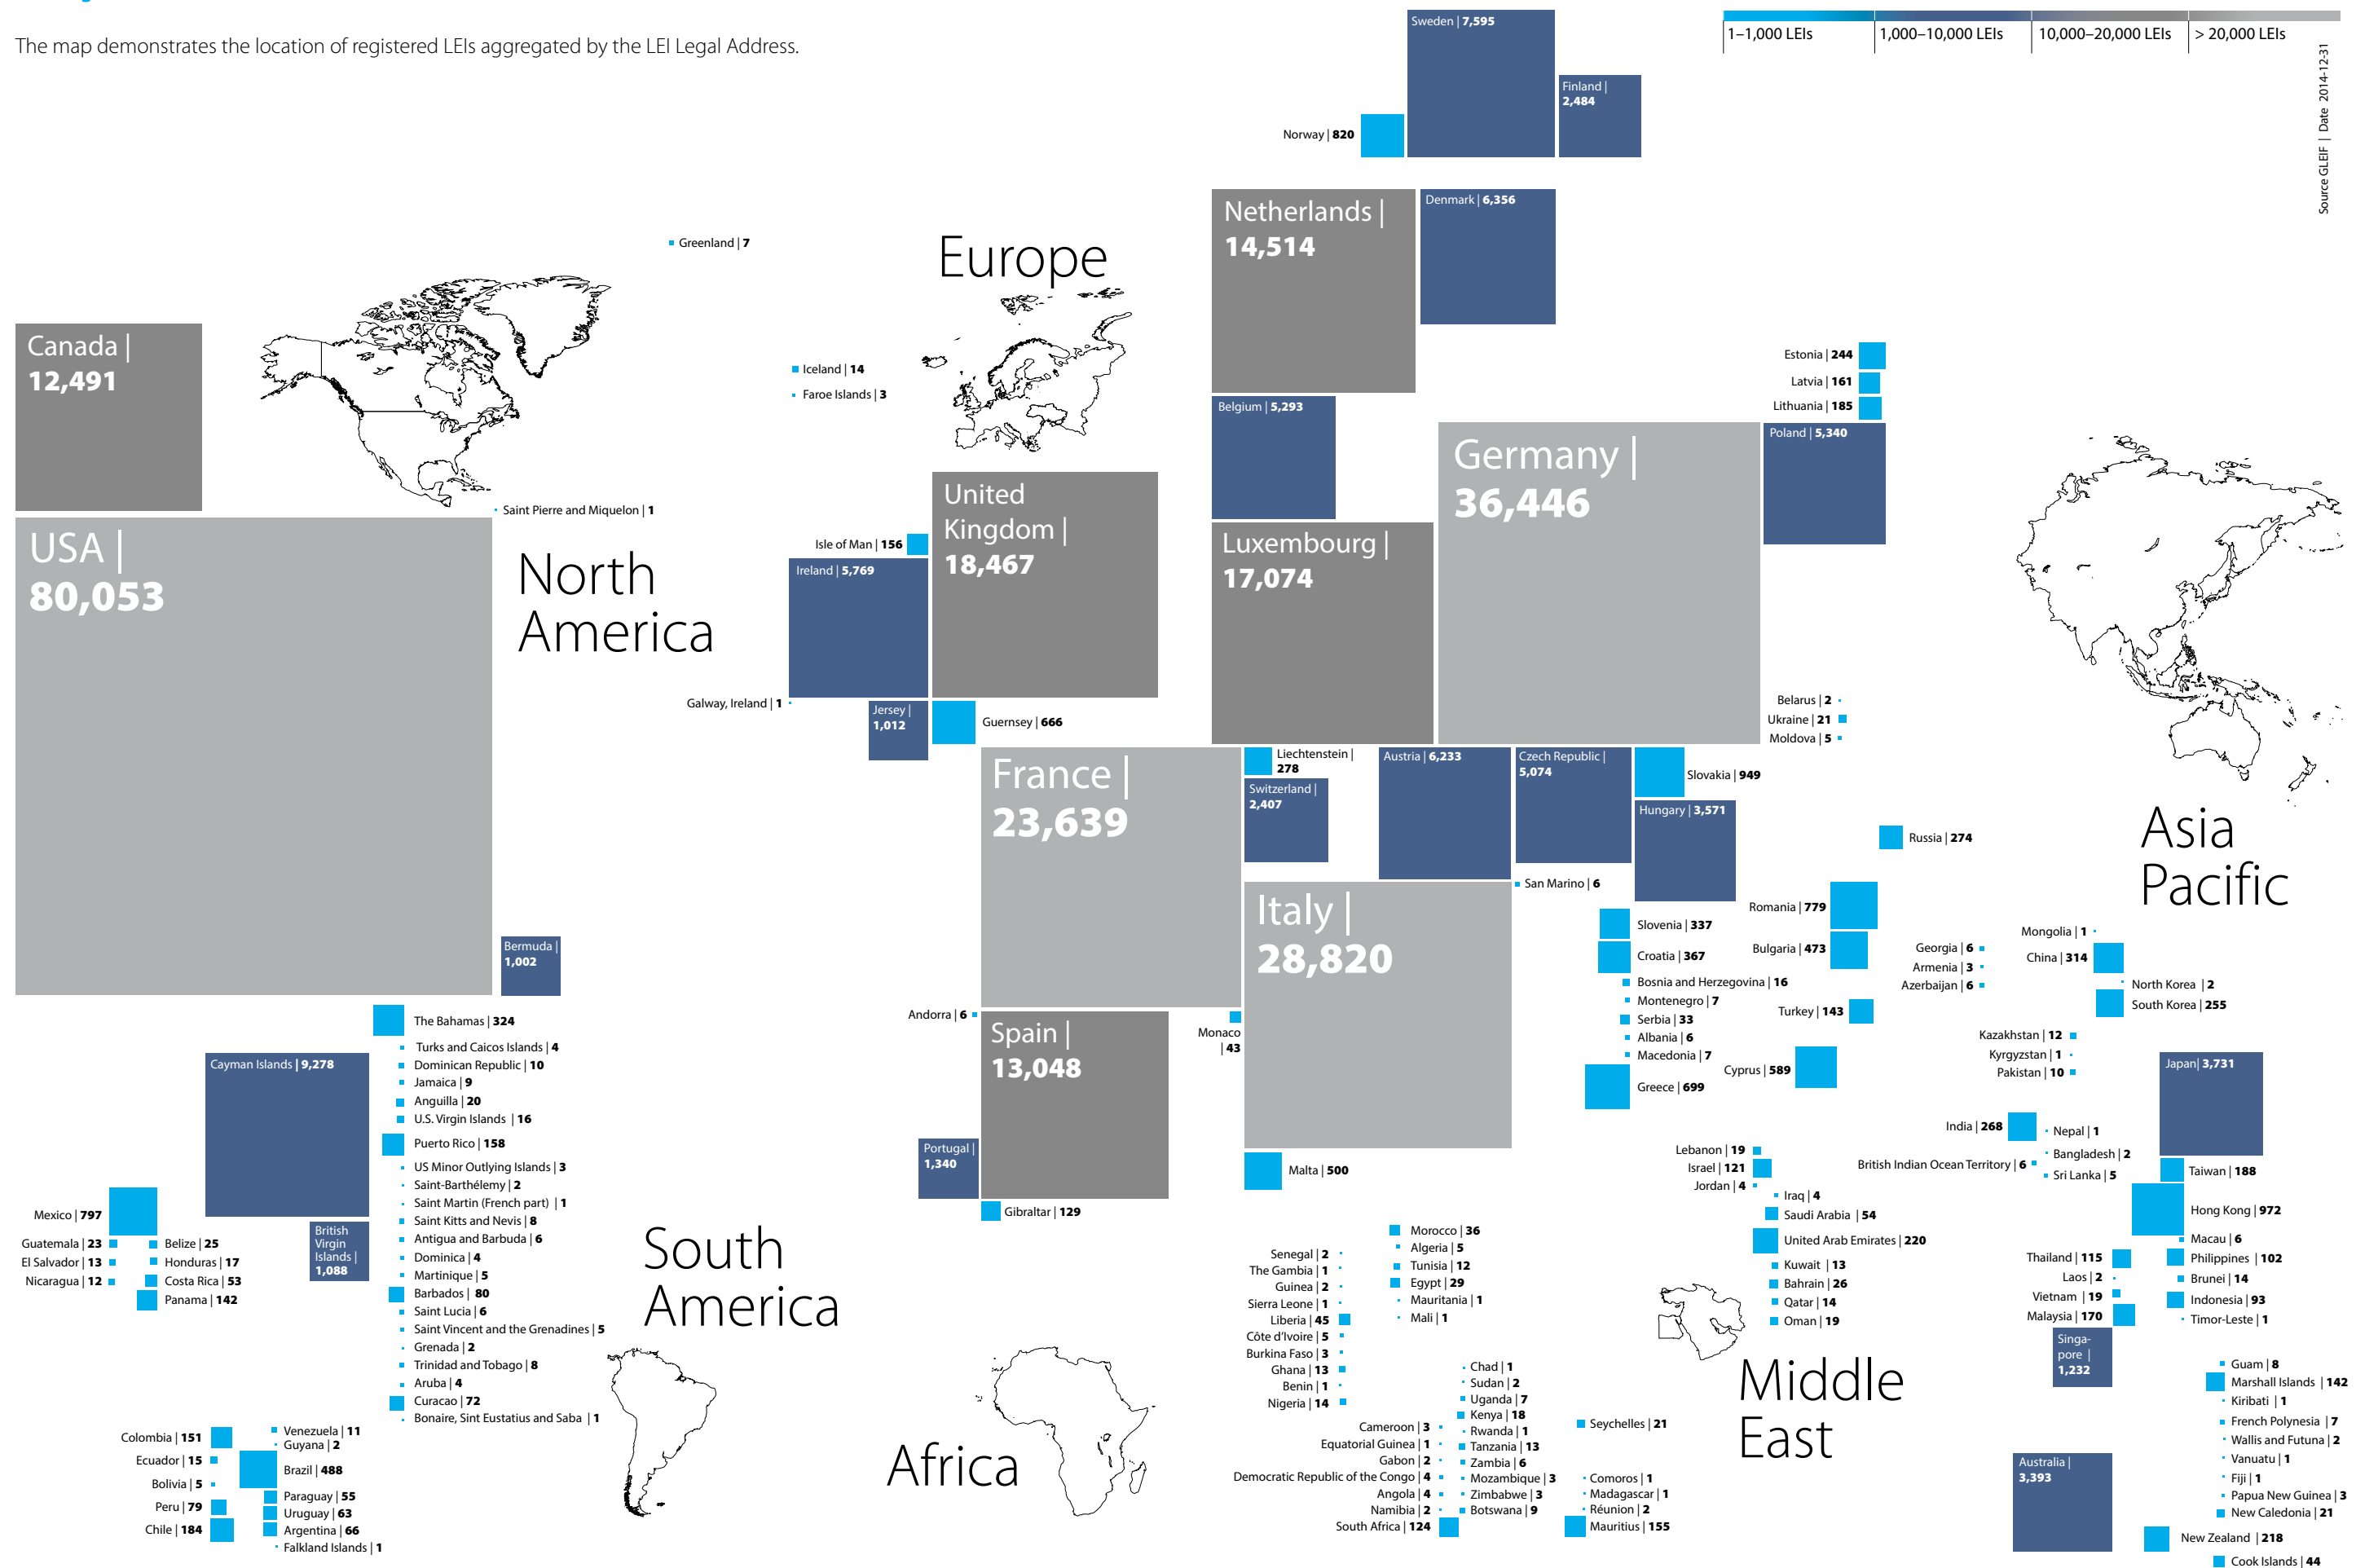 The map demonstrates the location of registered LEIs aggregated by the LEI Legal Address.
1–1,000 LEIs
1,000–10,000 LEIs
10,000–20,000 LEIs
> 20,000 LEIs
Source GLEIF | Date 2014-12-31
Sweden | 7,595
Finland |
2,484
Norway | 820
Netherlands |
14,514
Denmark | 6,356
Greenland | 7
Europe
Canada |
12,491
Iceland | 14
Faroe Islands | 3
Estonia | 244
Latvia | 161
Lithuania | 185
Belgium | 5,293
Germany |
36,446
Poland | 5,340
Saint Pierre and Miquelon | 1
USA |
80,053
North
America
United
Kingdom |
18,467
Isle of Man | 156
Ireland | 5,769
Luxembourg |
17,074
Galway, Ireland | 1
Jersey |
1,012
Guernsey | 666
Belarus | 2
Ukraine | 21
Moldova | 5
France |
23,639
Liechtenstein |
278
Switzerland |
2,407
Austria | 6,233
Czech Republic |
5,074
Slovakia | 949
Hungary | 3,571
Russia | 274
Asia
Pacific
San Marino | 6
Italy |
28,820
Romania | 779
Bulgaria | 473
Slovenia | 337
Croatia | 367
Bosnia and Herzegovina | 16
Montenegro | 7
Serbia | 33
Albania | 6
Macedonia | 7
Greece | 699
Turkey | 143
Cyprus | 589
Georgia | 6
Armenia | 3
Azerbaijan | 6
Mongolia | 1
China | 314
North Korea | 2
South Korea | 255
Kazakhstan | 12
Kyrgyzstan | 1
Pakistan | 10
Japan| 3,731
Bermuda |
1,002
Andorra | 6
Spain |
13,048
Monaco
| 43
Portugal |
1,340
Gibraltar | 129
Malta | 500
The Bahamas | 324
Turks and Caicos Islands | 4
Dominican Republic | 10
Jamaica | 9
Anguilla | 20
U.S. Virgin Islands | 16
Puerto Rico | 158
US Minor Outlying Islands | 3
Saint-Barthélemy | 2
Saint Martin (French part) | 1
Saint Kitts and Nevis | 8
Antigua and Barbuda | 6
Dominica | 4
Martinique | 5
Barbados | 80
Saint Lucia | 6
Saint Vincent and the Grenadines | 5
Grenada | 2
Trinidad and Tobago | 8
Aruba | 4
Curacao | 72
Bonaire, Sint Eustatius and Saba | 1
Cayman Islands | 9,278
British
Virgin
Islands |
1,088
Mexico | 797
Guatemala | 23
El Salvador | 13
Nicaragua | 12
Belize | 25
Honduras | 17
Costa Rica | 53
Panama | 142
South
America
Colombia | 151
Ecuador | 15
Bolivia | 5
Peru | 79
Chile | 184
Venezuela | 11
Guyana | 2
Brazil | 488
Paraguay | 55
Uruguay | 63
Argentina | 66
Falkland Islands | 1
Africa
Senegal | 2
The Gambia | 1
Guinea | 2
Sierra Leone | 1
Liberia | 45
Côte d'Ivoire | 5
Burkina Faso | 3
Ghana | 13
Benin | 1
Nigeria | 14
Morocco | 36
Algeria | 5
Tunisia | 12
Egypt | 29
Mauritania | 1
Mali | 1
Cameroon | 3
Equatorial Guinea | 1
Gabon | 2
Democratic Republic of the Congo | 4
Angola | 4
Namibia | 2
South Africa | 124
Chad | 1
Sudan | 2
Uganda | 7
Kenya | 18
Rwanda | 1
Tanzania | 13
Zambia | 6
Mozambique | 3
Zimbabwe | 3
Botswana | 9
Seychelles | 21
Comoros | 1
Madagascar | 1
Réunion | 2
Mauritius | 155
Lebanon | 19
Israel | 121
Jordan | 4
Iraq | 4
Saudi Arabia | 54
United Arab Emirates | 220
Kuwait | 13
Bahrain | 26
Qatar | 14
Oman | 19
Middle
East
India | 268
Nepal | 1
Bangladesh | 2
British Indian Ocean Territory | 6
Sri Lanka | 5
Taiwan | 188
Hong Kong | 972
Macau | 6
Thailand | 115
Laos | 2
Vietnam | 19
Malaysia | 170
Philippines | 102
Brunei | 14
Indonesia | 93
Timor-Leste | 1
Singa-
pore |
1,232
Guam | 8
Marshall Islands | 142
Kiribati | 1
French Polynesia | 7
Wallis and Futuna | 2
Vanuatu | 1
Fiji | 1
Papua New Guinea | 3
New Caledonia | 21
Australia |
3,393
New Zealand | 218
Cook Islands | 44